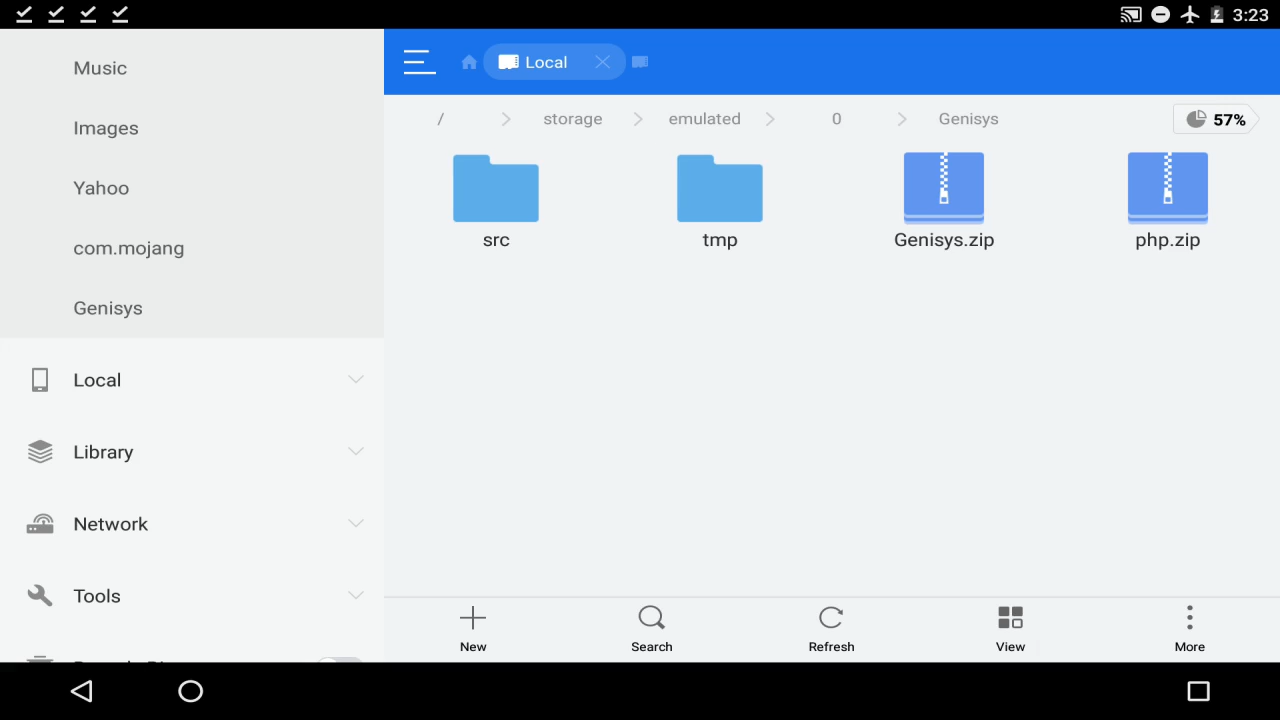 3:23
Music
Images
Yahoo
com.mojang
Genisys
Local
Library
Network
Tools
Local
/ storage emulated 0 Genisys
57%
src tmp Genisys.zip php.zip
New Search Refresh View More